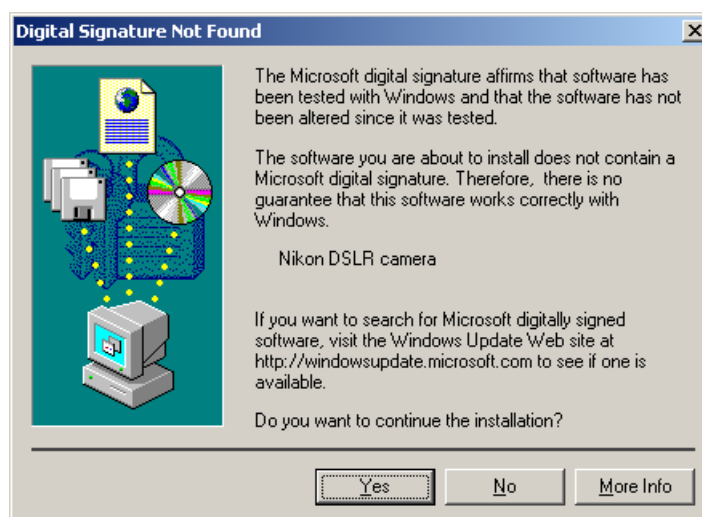 Digital Signature Not Found
The Microsoft digital signature affirms that software has
been tested with Windows and that the software has not
been altered since it was tested.
The software you are about to install does not contain a
Microsoft digital signature. Therefore, there is no
guarantee that this software works correctly with
Windows.
Nikon DSLR camera
If you want to search for Microsoft digitally signed
software, visit the Windows Update Web site at
http://windowsupdate.microsoft.com to see if one is
available.
Do you want to continue the installation?
Yes No More Info